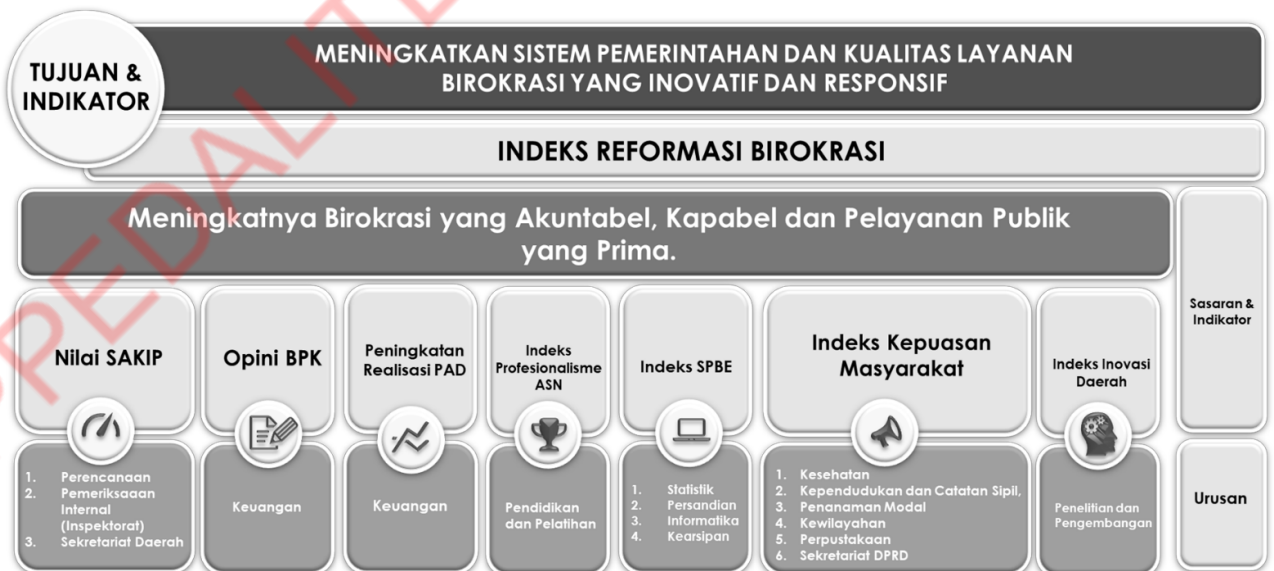 TUJUAN &
INDIKATOR
MENINGKATKAN SISTEM PEMERINTAHAN DAN KUALITAS LAYANAN
BIROKRASI YANG INOVATIF DAN RESPONSIF
INDEKS REFORMASI BIROKRASI
Meningkatnya Birokrasi yang Akuntabel, Kapabel dan Pelayanan Publik
yang Prima.
Sasaran &
Indikator
Nilai SAKIP
Opini BPK
Peningkatan
Realisasi PAD
Indeks
Profesionalisme
ASN
Indeks SPBE
Indeks Kepuasan
Masyarakat
Indeks Inovasi
Daerah
1. Perencanaan
2. Pemeriksaaan
Internal
(Inspektorat)
3. Sekretariat Daerah
Keuangan
Keuangan
Pendidikan
dan Pelatihan
1. Statistik
2. Persandian
3. Informatika
4. Kearsipan
1. Kesehatan
2. Kependudukan dan Catatan Sipil,
3. Penanaman Modal
4. Kewilayahan
5. Perpustakaan
6. Sekretariat DPRD
Penelitian dan
Pengembangan
Urusan
PPEDALITE